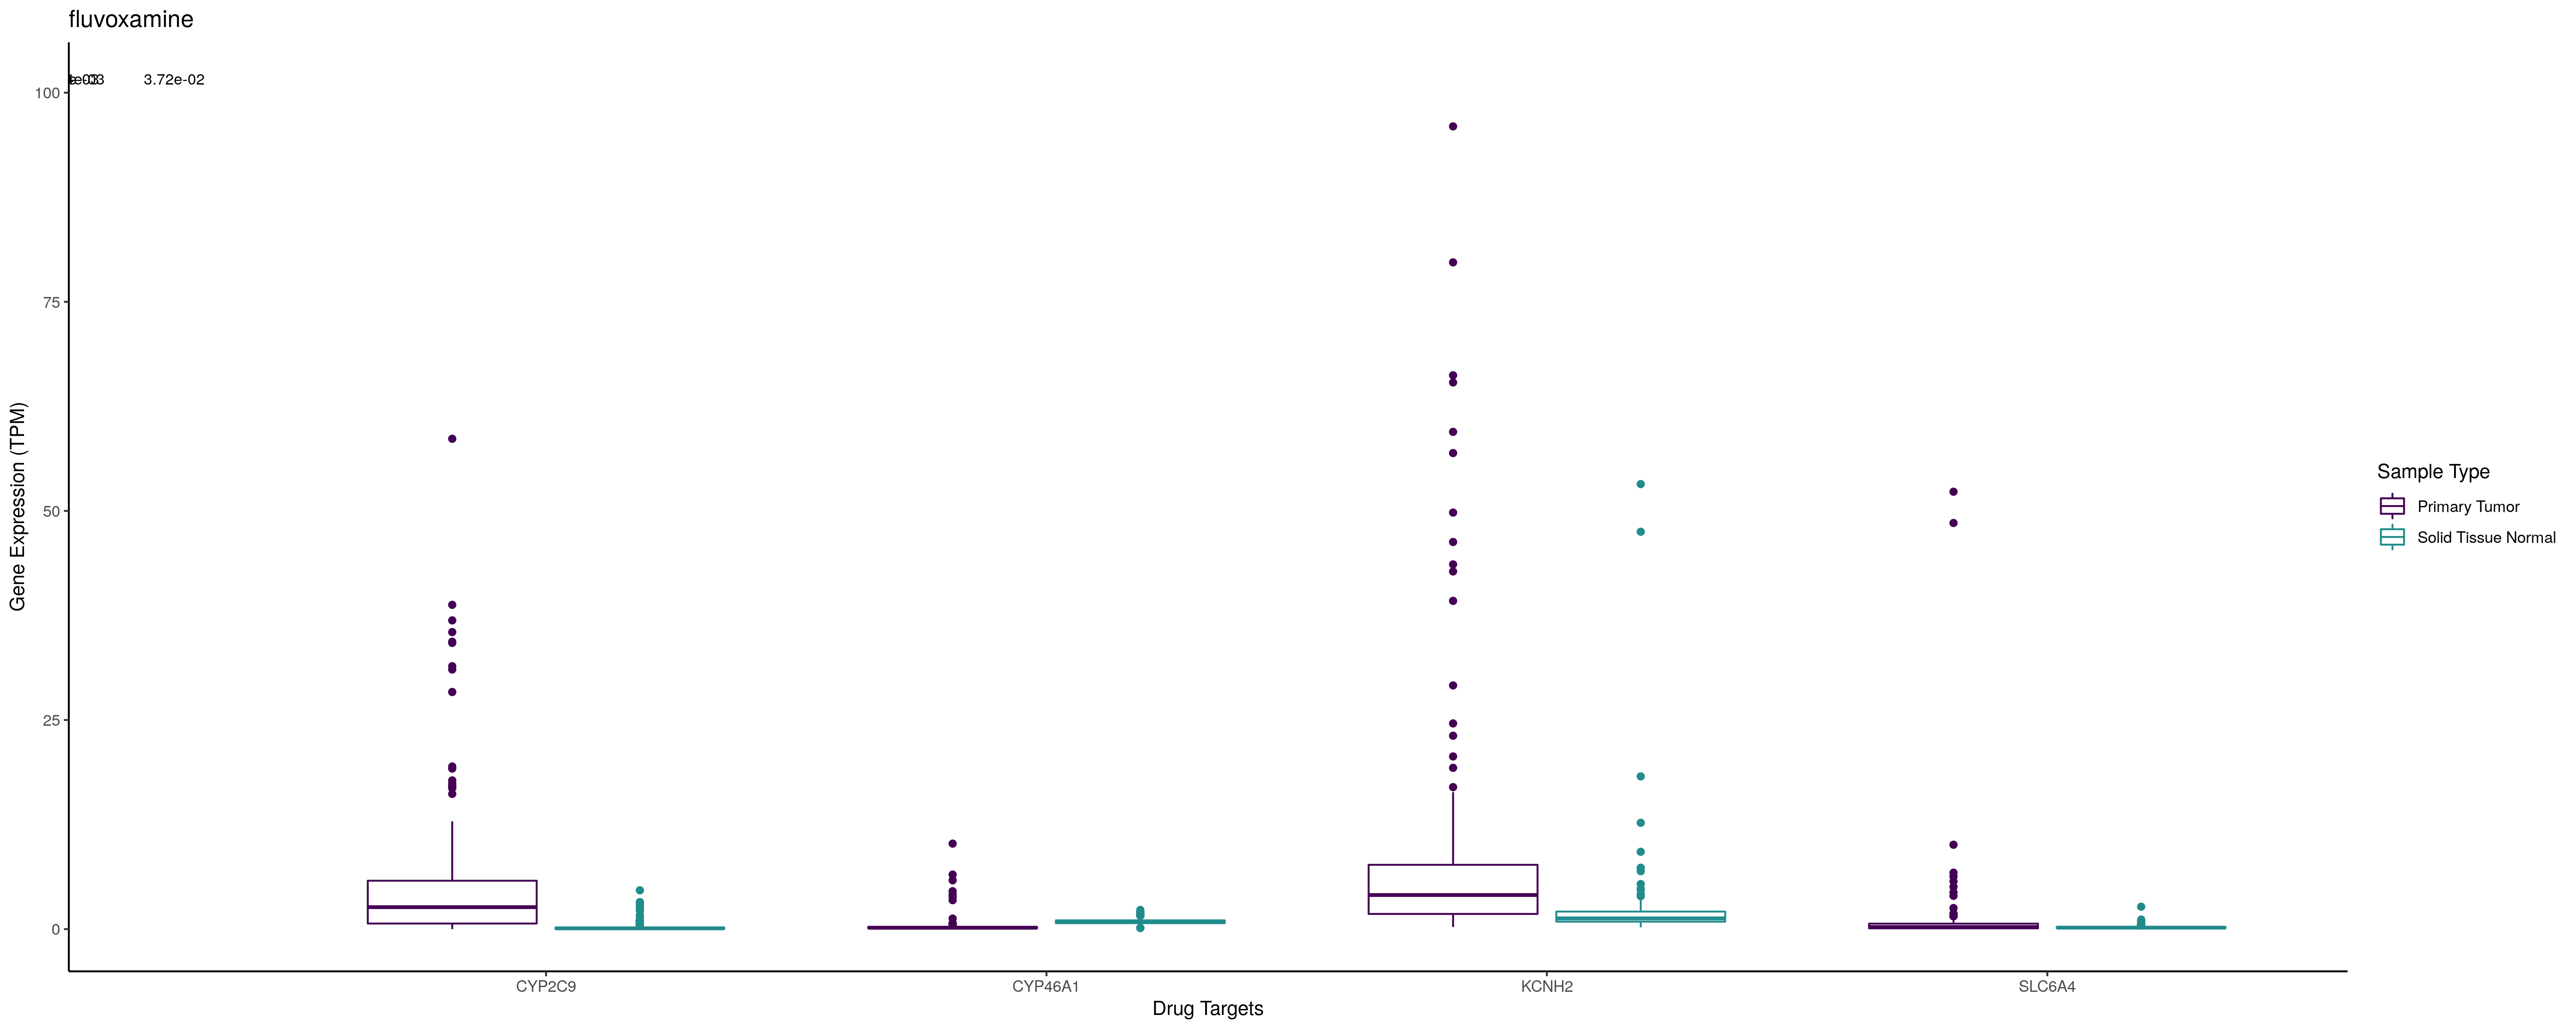 fluvoxamine
3.72e-02
100
75
50
25
0
Gene Expression (TPM)
CYP2C9
CYP46A1
KCNH2
SLC6A4
Drug Targets
Sample Type
Primary Tumor
Solid Tissue Normal